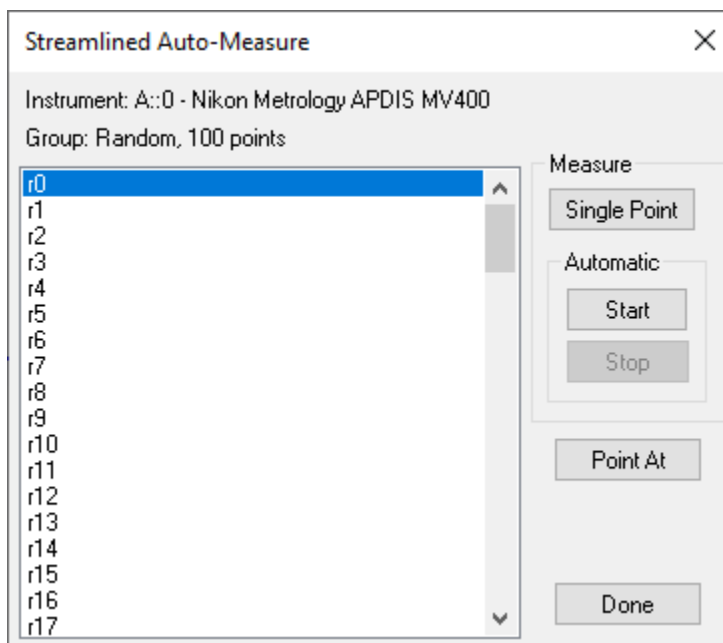 Streamlined Auto-Measure
Instrument: A::0 - Nikon Metrology APDIS MV400
Group: Random, 100 points
r0
r1
r2
r3
r4
r5
r6
r7
r8
r9
r10
r11
r12
r13
r14
r15
r16
r17
Measure
Single Point
Automatic
Start
Stop
Point At
Done